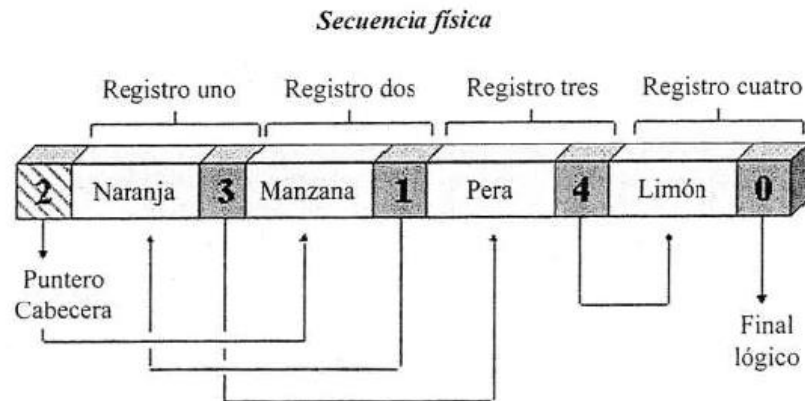 Secuencia física
Registro uno Registro dos Registro tres Registro cuatro
2 Naranja 3 Manzana 1 Pera 4 Limón 0
Puntero
Cabecera
Final
lógico